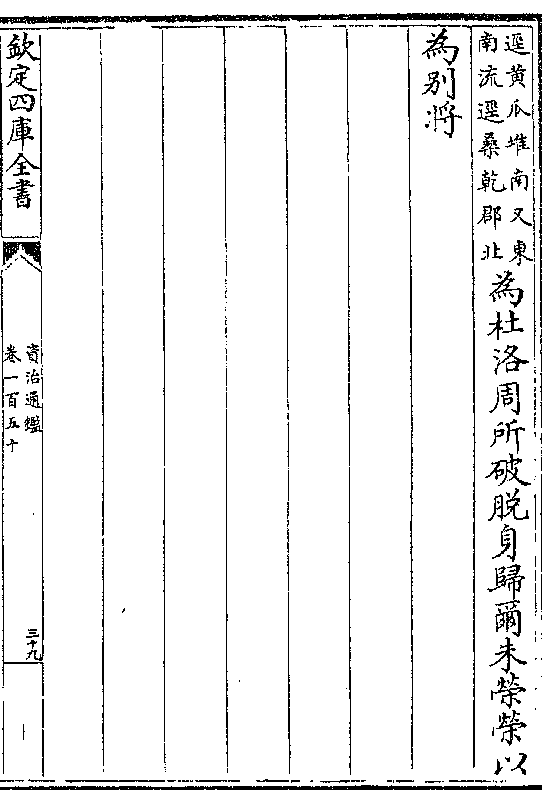 逕黄瓜堆南又東
南流逕桑乾郡北
為杜洛周所破脱身歸爾朱榮榮以
為别將
欽定四庫全書
資治通鑑
卷一百五十
三十九